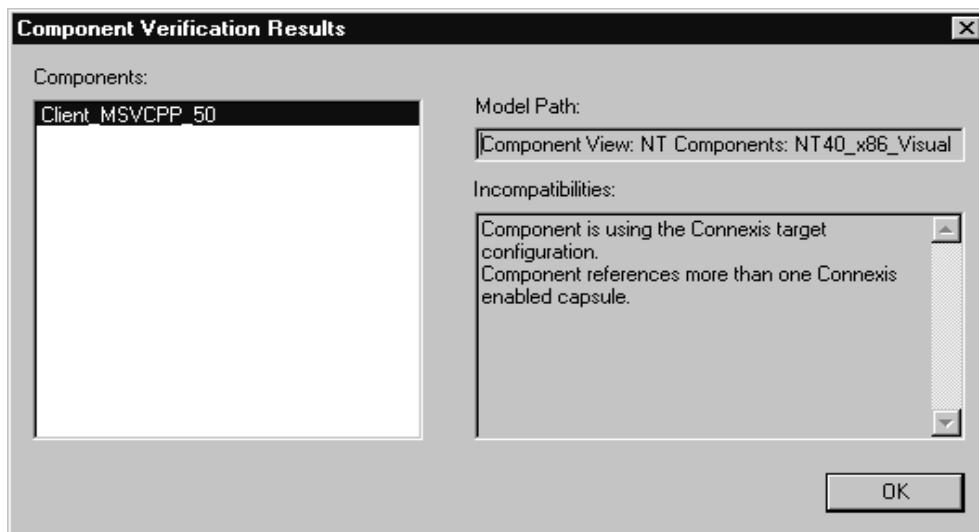 Component Verification Results
Components:
Client_MSVCPP_50
Model Path:
Component View: NT Components: NT40_x86_Visual
Incompatibilities:
Component is using the Connexis target
configuration.
Component references more than one Connexis
enabled capsule.
OK